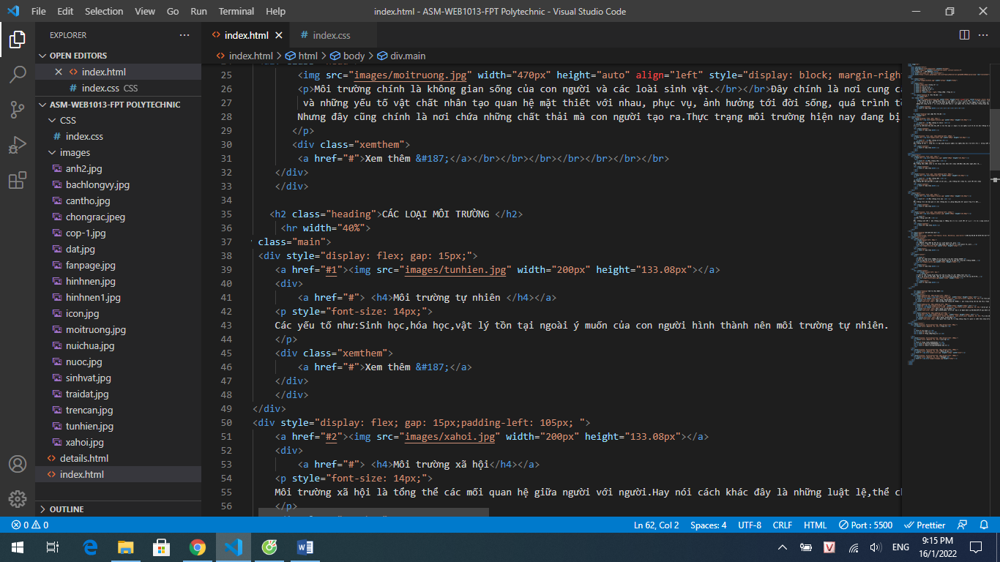 File Edit Selection View Go Run Terminal Help index.html - ASM-WEB1013-FPT Polytechnic - Visual Studio Code
EXPLORER
OPEN EDITORS
index.html
index.css CSS
ASM-WEB1013-FPT POLYTECHNIC
CSS
index.css
images
anh2.jpg
bachlongvy.jpg
cantho.jpg
chongrac.jpeg
cop-1.jpg
dat.jpg
fanpage.jpg
hinhnen.jpg
hinhnen1.jpg
icon.jpg
moitruong.jpg
nuichua.jpg
nuoc.jpg
sinhvat.jpg
traidat.jpg
trencan.jpg
tunhien.jpg
xahoi.jpg
details.html
index.html
OUTLINE
index.html index.css
index.html > html > body > div.main
25 <img src="images/moitruong.jpg" width="470px" height="auto" align="left" style="display: block; margin-righ
26 <p>Môi trường chính là không gian sống của con người và các loài sinh vật.</br></br>Đây chính là nơi cung c
27 và những yếu tố vật chất nhân tạo quan hệ mặt thiết với nhau, phục vụ, ảnh hưởng tới đời sống, quá trình t
28 Nhưng đây cũng chính là nơi chứa những chất thải mà con người tạo ra.Thực trạng môi trường hiện nay đang bị
29 </p>
30 <div class="xemthem">
31 <a href="#">Xem thêm &#187;</a></br></br></br></br></br></br></br>
32 </div>
33 </div>
34
35 <h2 class="heading">CÁC LOẠI MÔI TRƯỜNG </h2>
36 <hr width="40%">
37 class="main">
38 <div style="display: flex; gap: 15px;">
39 <a href="#1"><img src="images/tunhien.jpg" width="200px" height="133.08px"></a>
40 <div>
41 <a href="#"> <h4>Môi trường tự nhiên </h4></a>
42 <p style="font-size: 14px;">
43 Các yếu tố như:Sinh học,hóa học,vật lý tồn tại ngoài ý muốn của con người hình thành nên môi trường tự nhiên.
44 </p>
45 <div class="xemthem">
46 <a href="#">Xem thêm &#187;</a>
47 </div>
48 </div>
49 </div>
50 <div style="display: flex; gap: 15px;padding-left: 105px; ">
51 <a href="#2"><img src="images/xahoi.jpg" width="200px" height="133.08px"></a>
52 <div>
53 <a href="#"> <h4>Môi trường xã hội</h4></a>
54 <p style="font-size: 14px;">
55 Môi trường xã hội là tổng thể các mối quan hệ giữa người với người.Hay nói cách khác đây là những luật lệ,thể ch
56 </p>
0 0 Ln 62, Col 2 Spaces: 4 UTF-8 CRLF HTML Port : 5500 Prettier
ENG 9:15 PM
16/1/2022